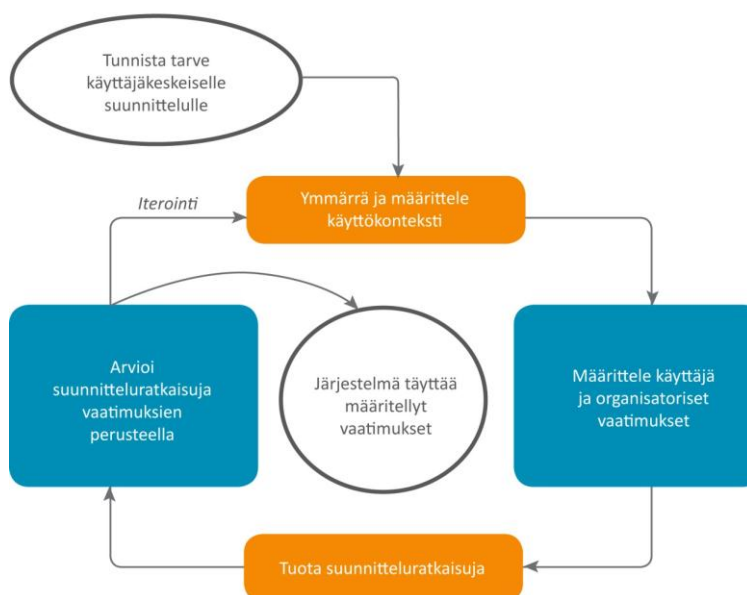 Tunnista tarve
käyttäjäkeskeiselle
suunnittelulle
Iterointi
Ymmärrä ja määrittele
käyttökonteksti
Arvioi
suunnitteluratkaisuja
vaatimuksien
perusteella
Järjestelmä täyttää
määritellyt
vaatimukset
Määrittele käyttäjä
ja organisatoriset
vaatimukset
Tuota suunnitteluratkaisuja